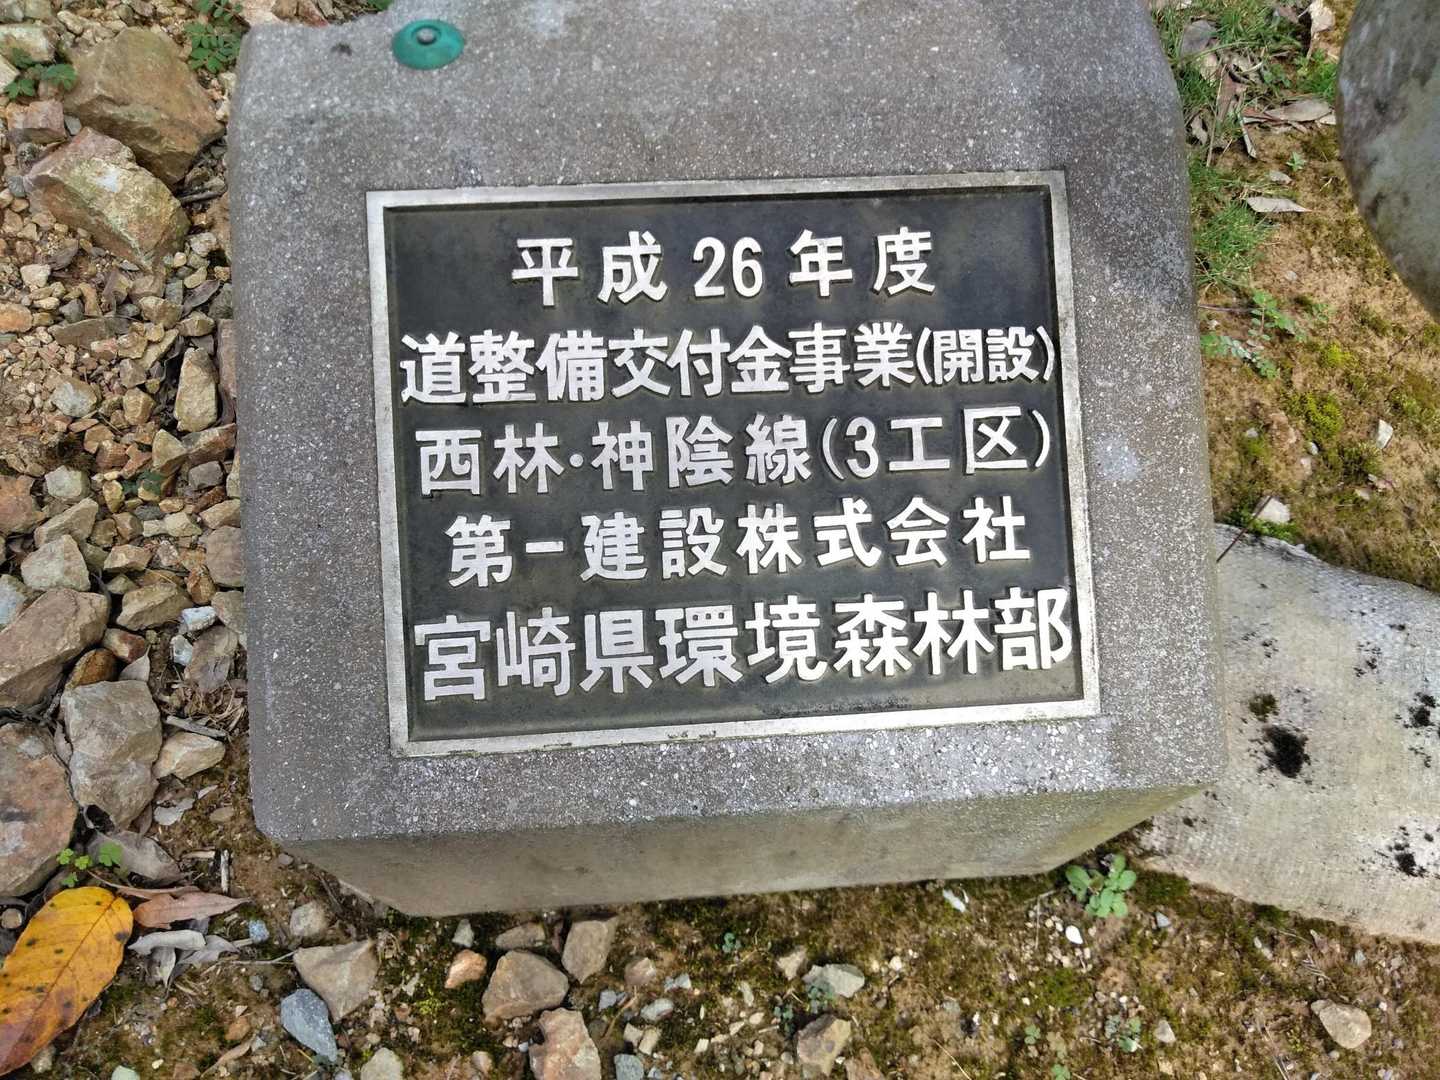 平成26年度
道整備交付金事業(開設)
西林・神陰線(3工区)
第一建設株式会社
宮崎県環境森林部